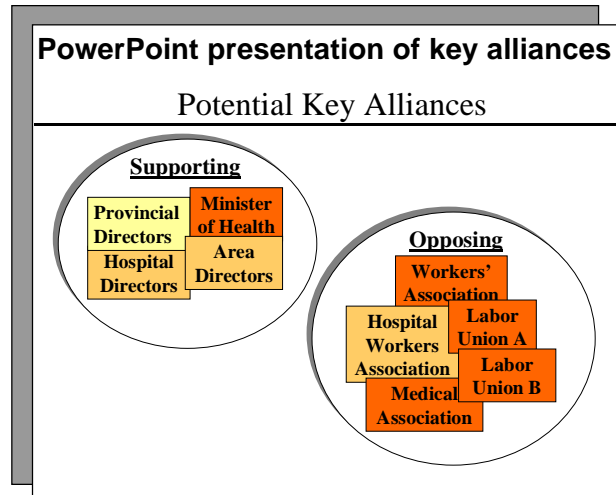 PowerPoint presentation of key alliances
Potential Key Alliances
Supporting
Provincial
Directors
Minister
of Health
Hospital
Directors
Area
Directors
Opposing
Workers'
Association
Hospital
Workers
Association
Labor
Union A
Labor
Union B
Medical
Association